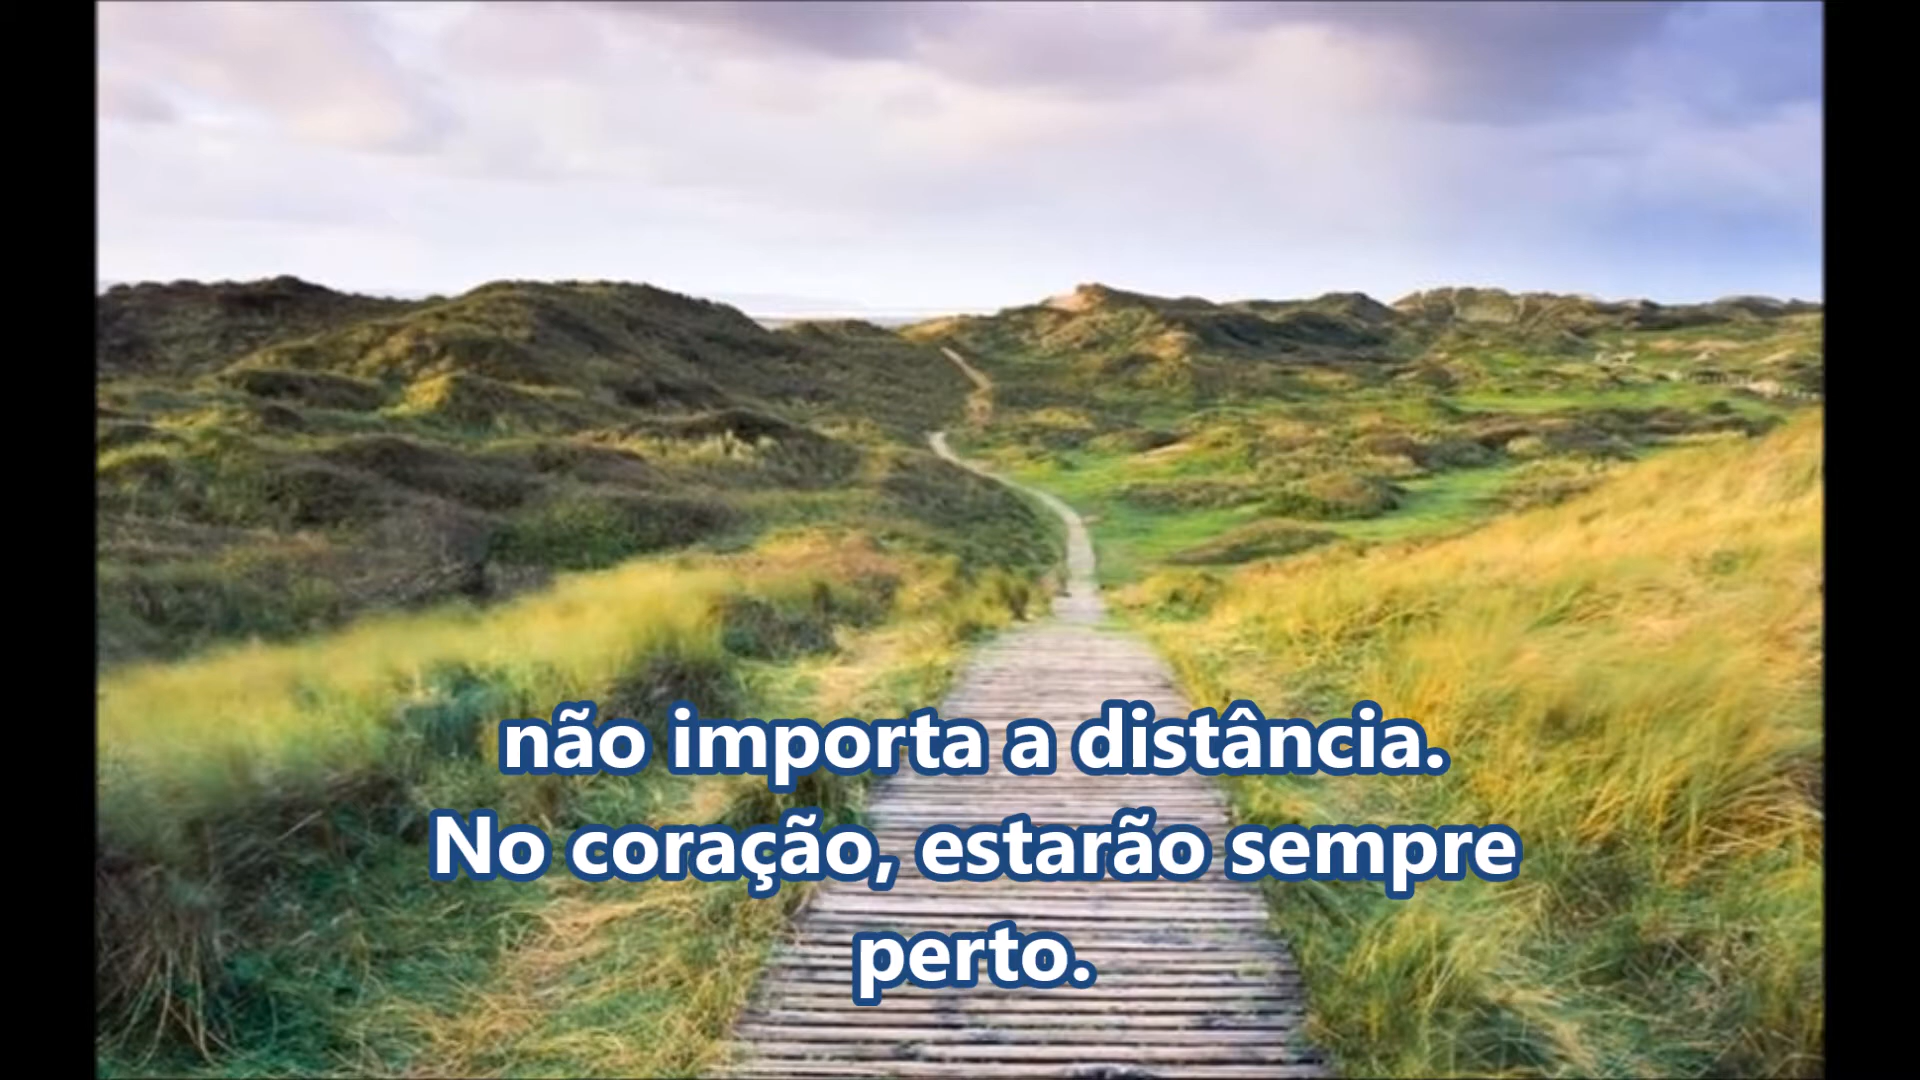 não importa a distância.
No coração, estarão sempre
perto.